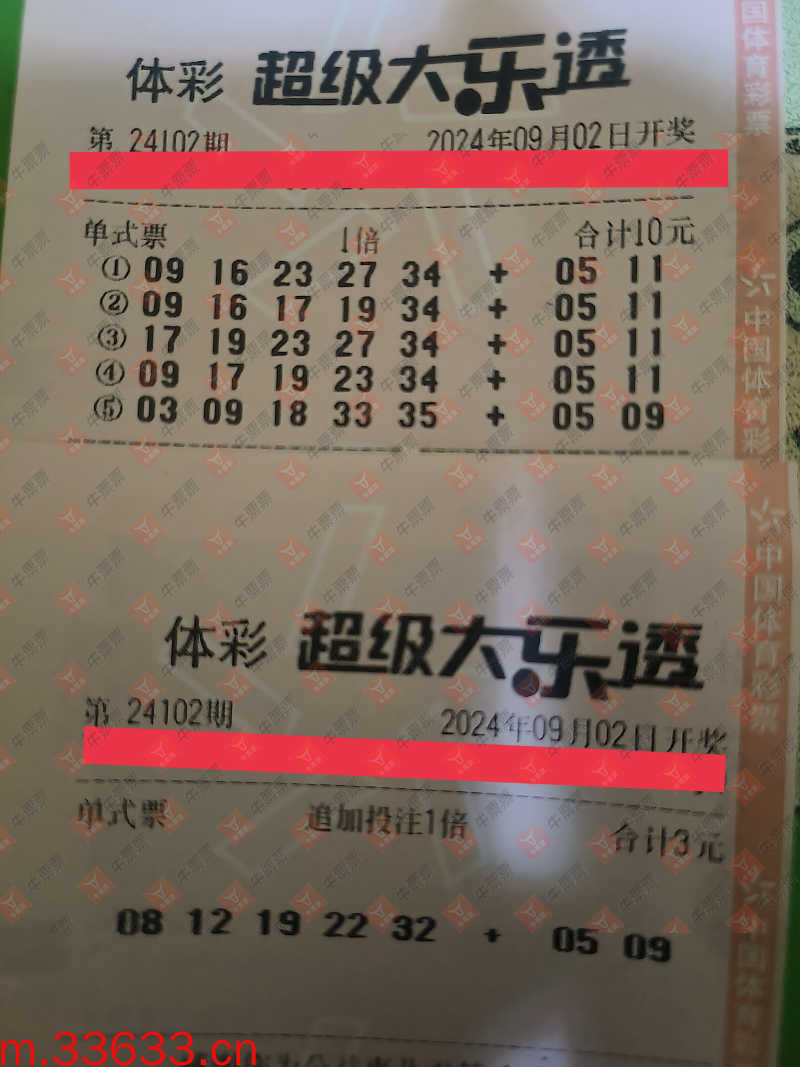 体彩 超级大乐透
第 24102期 2024年09月02日开奖
单式票 1倍 合计10元
① 09 16 23 27 34 + 05 11
② 09 16 17 19 34 + 05 11
③ 17 19 23 27 34 + 05 11
④ 09 17 19 23 34 + 05 11
⑤ 03 09 18 33 35 + 05 09
国体育彩票
中国体育彩
体彩 超级大乐透
第 24102期 2024年09月02日开奖
单式票 追加投注1倍 合计3元
08 12 19 22 32 + 05 09
中国体育彩票
中国体育彩
牛票票
m.33633.cn